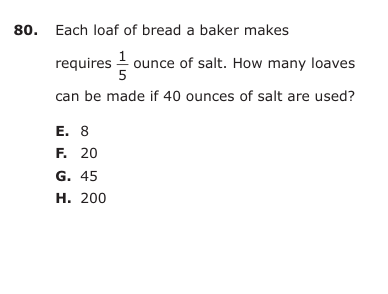 80. Each loaf of bread a baker makes
requires 1/5 ounce of salt. How many loaves
can be made if 40 ounces of salt are used?
E. 8
F. 20
G. 45
H. 200